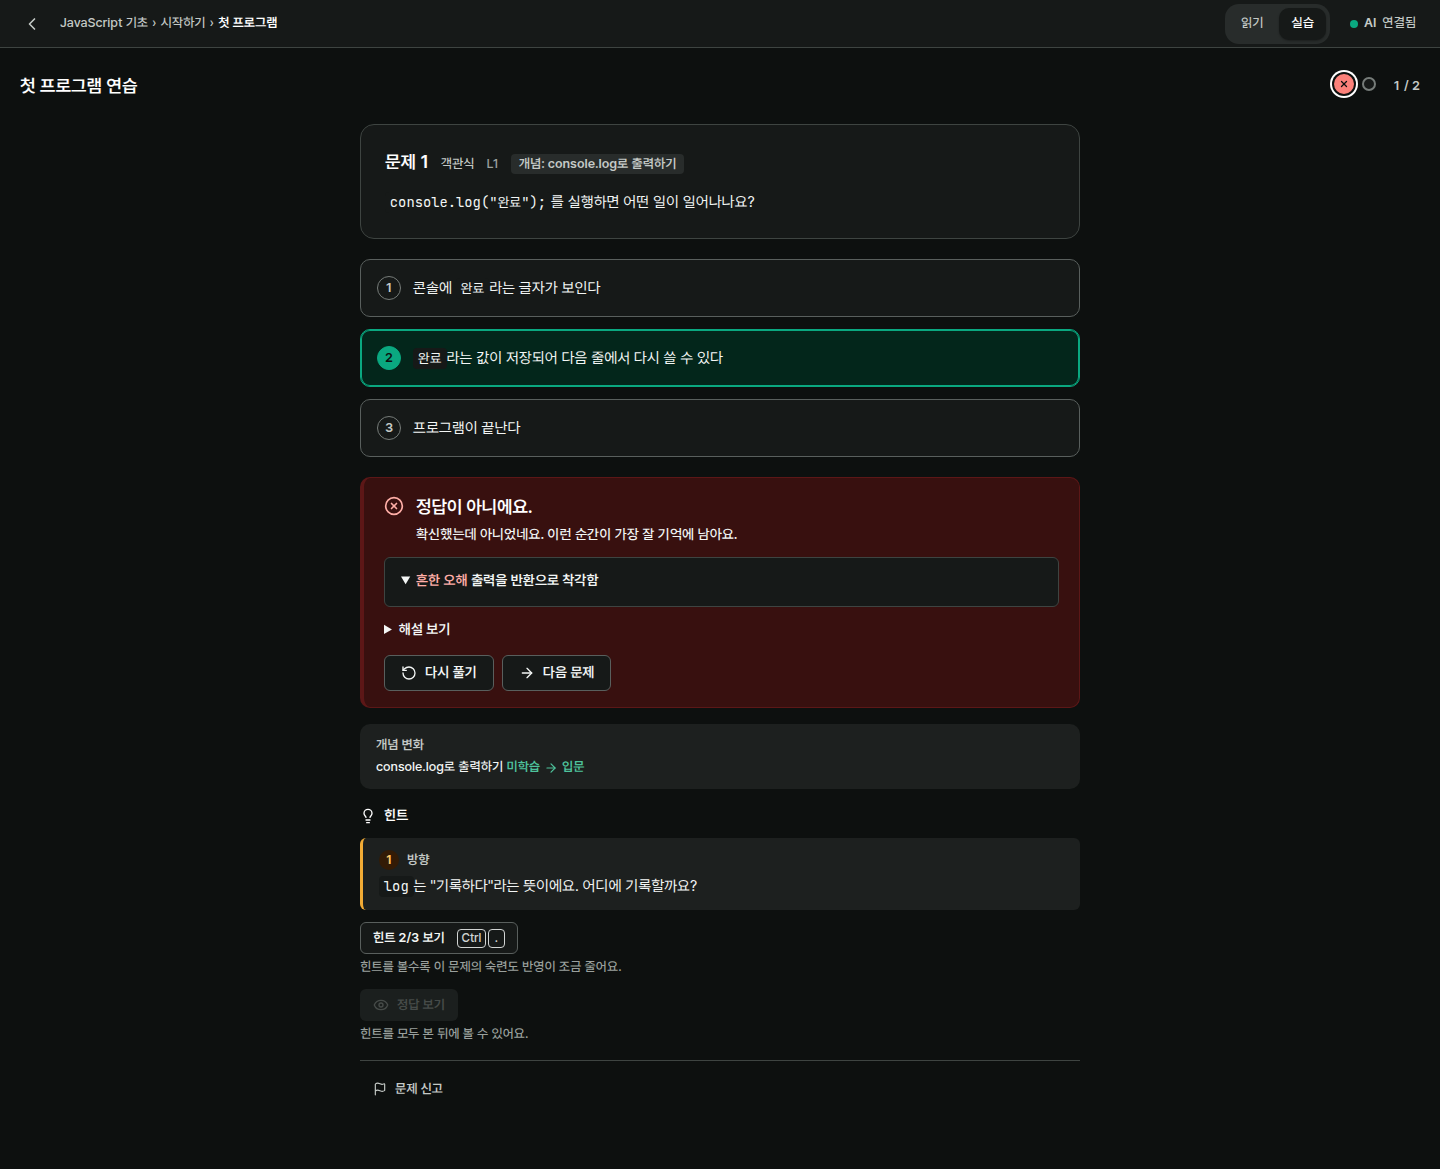 JavaScript 기초 › 시작하기 › 첫 프로그램
읽기 실습 AI 연결됨
첫 프로그램 연습
1 / 2
문제 1 객관식 L1 개념: console.log로 출력하기
console.log("완료"); 를 실행하면 어떤 일이 일어나나요?
1 콘솔에 완료 라는 글자가 보인다
2 완료 라는 값이 저장되어 다음 줄에서 다시 쓸 수 있다
3 프로그램이 끝난다
정답이 아니에요.
확신했는데 아니었네요. 이런 순간이 가장 잘 기억에 남아요.
▼ 흔한 오해 출력을 반환으로 착각함
▶ 해설 보기
다시 풀기 다음 문제
개념 변화
console.log로 출력하기 미학습 → 입문
힌트
1 방향
log 는 "기록하다"라는 뜻이에요. 어디에 기록할까요?
힌트 2/3 보기 Ctrl .
힌트를 볼수록 이 문제의 숙련도 반영이 조금 줄어요.
정답 보기
힌트를 모두 본 뒤에 볼 수 있어요.
문제 신고